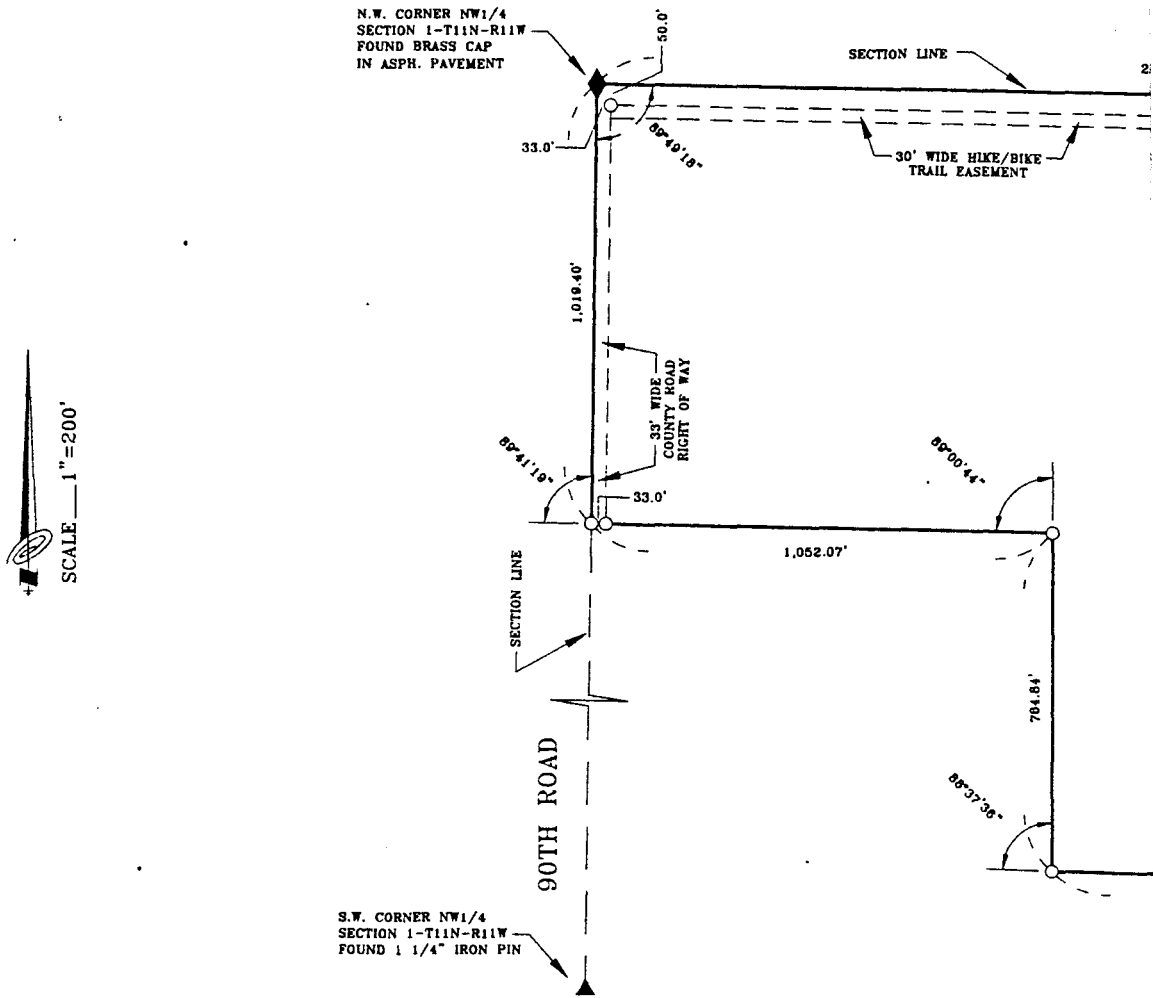 N.W. CORNER NW1/4
SECTION 1-T11N-R11W
FOUND BRASS CAP
IN ASPH. PAVEMENT
50.0'
SECTION LINE
33.0'
89°49'18"
30' WIDE HIKE/BIKE
TRAIL EASEMENT
1,019.40'
33' WIDE
COUNTY ROAD
RIGHT OF WAY
SCALE 1"=200'
89°41'19"
33.0'
89°00'44"
1,052.07'
SECTION LINE
784.84'
90TH ROAD
88°37'36"
S.W. CORNER NW1/4
SECTION 1-T11N-R11W
FOUND 1 1/4" IRON PIN